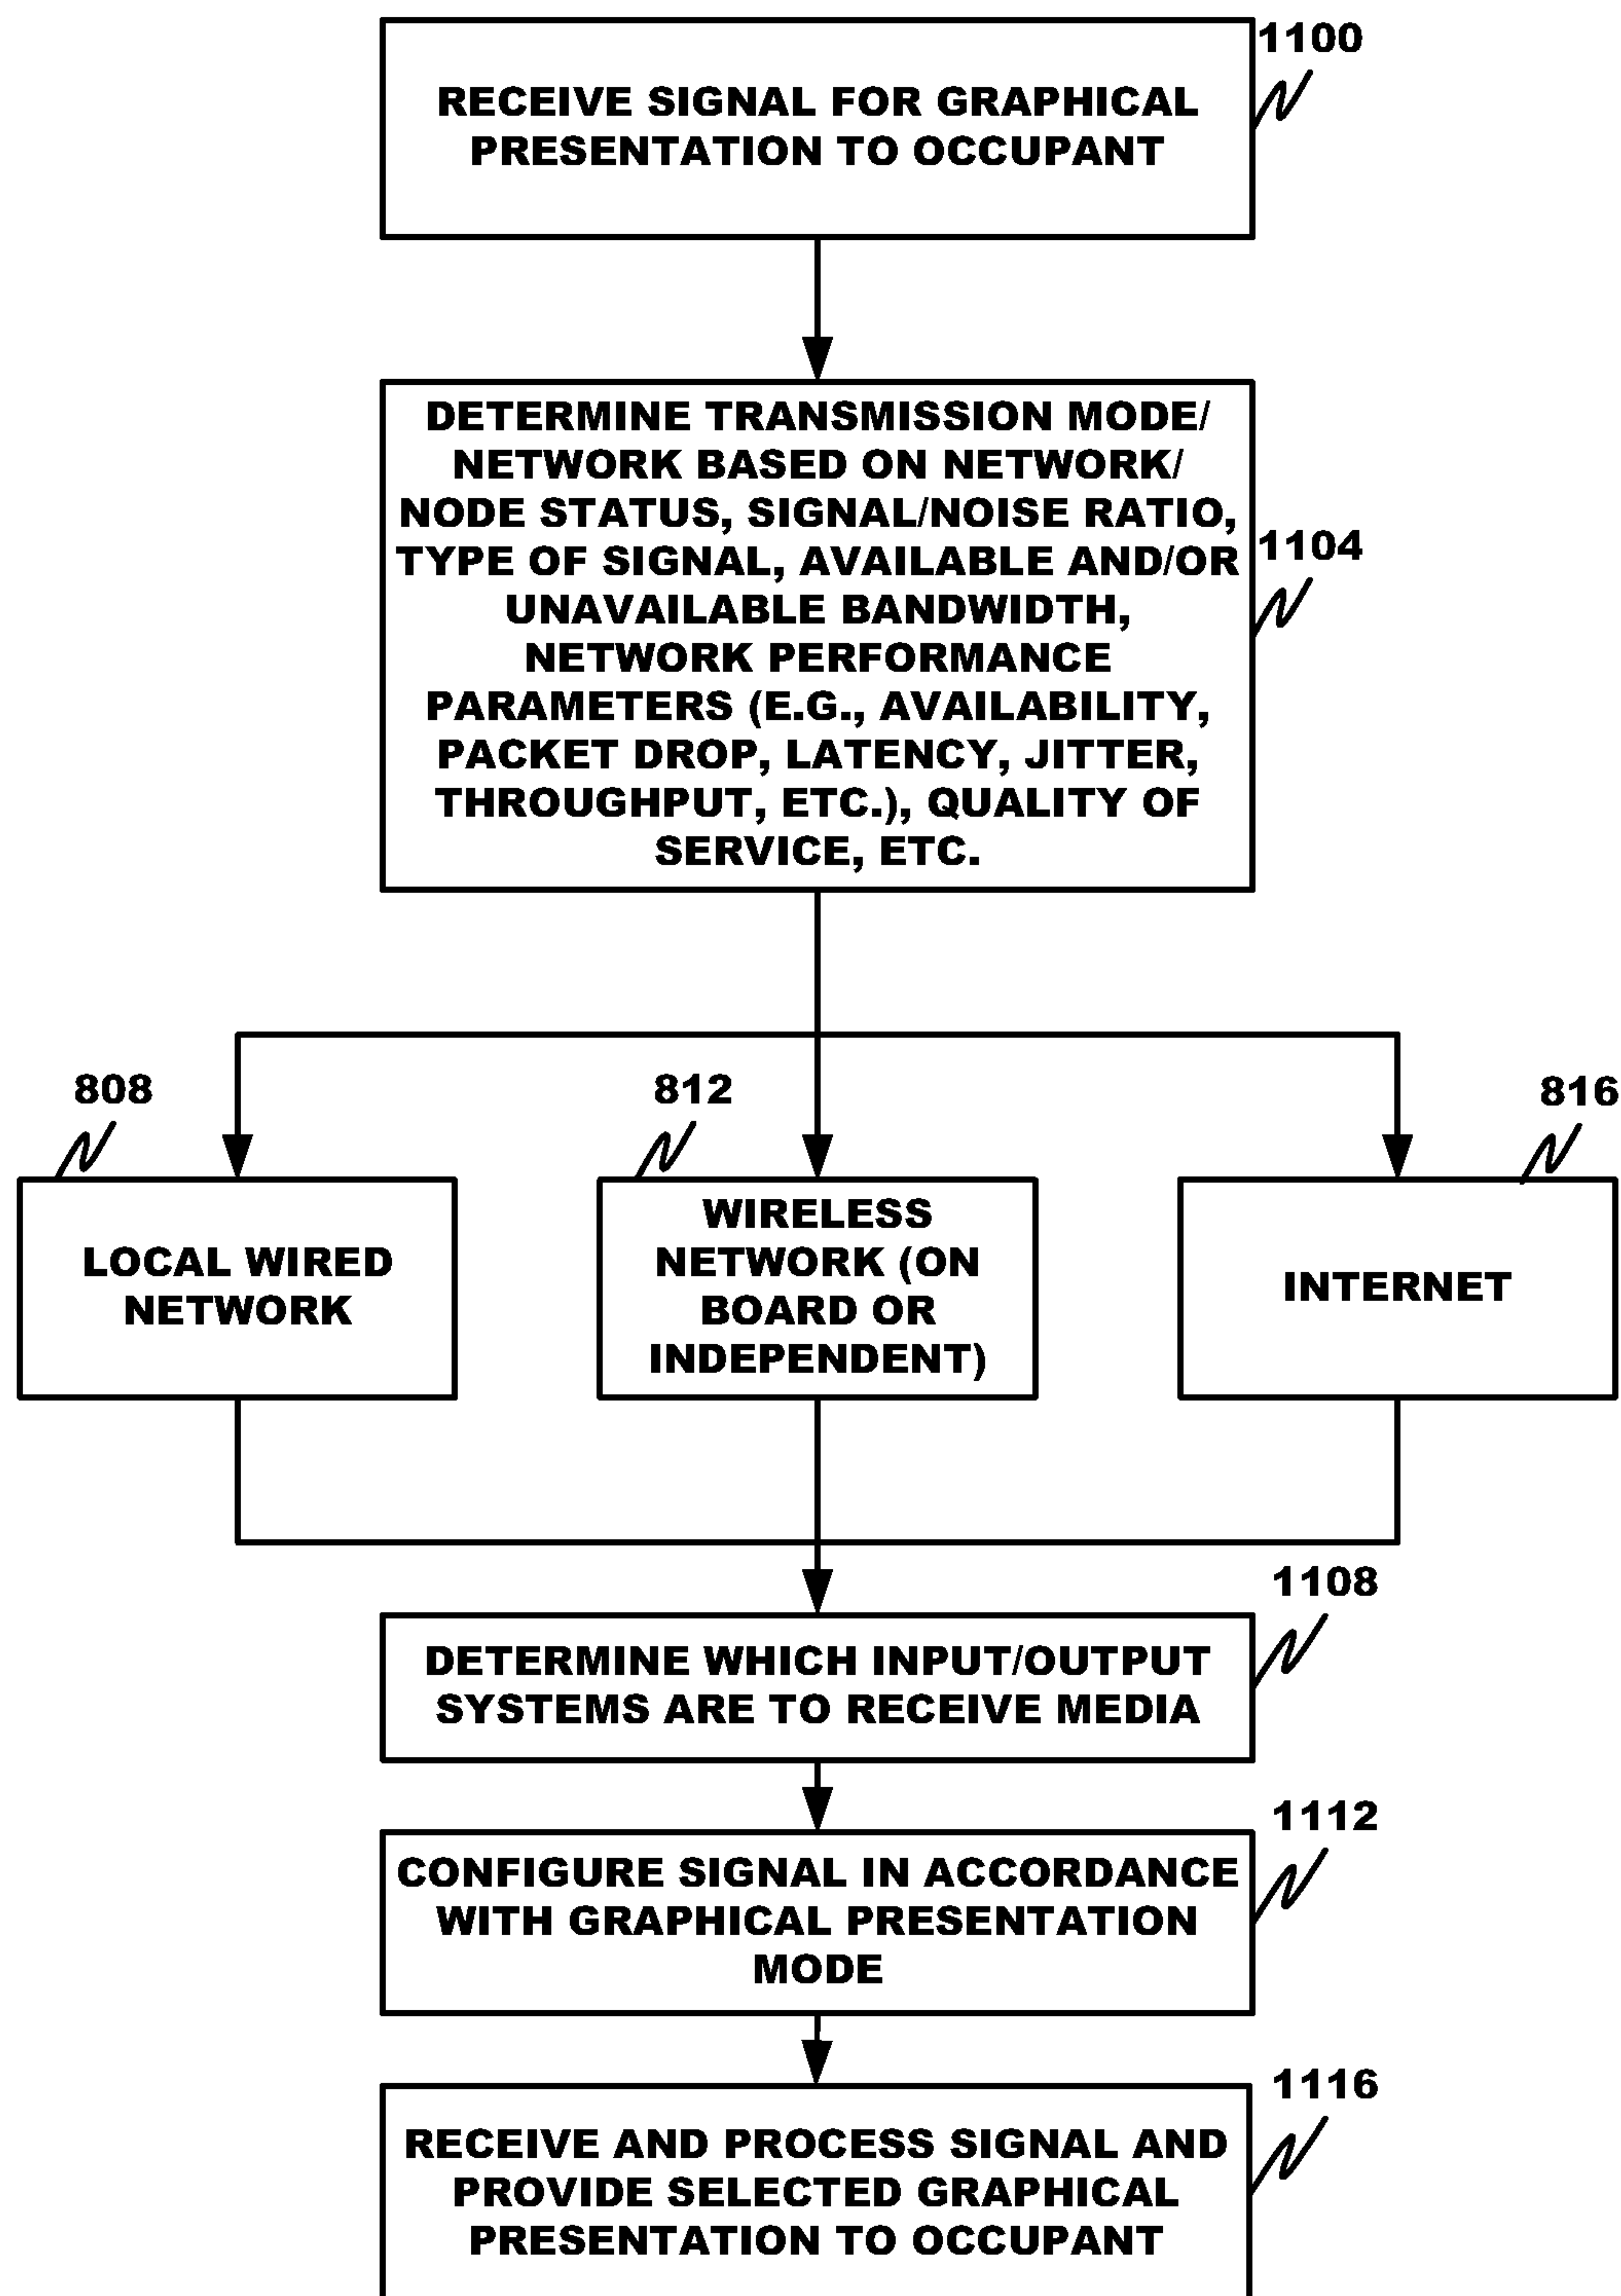 1100
RECEIVE SIGNAL FOR GRAPHICAL
PRESENTATION TO OCCUPANT
DETERMINE TRANSMISSION MODE/
NETWORK BASED ON NETWORK/
NODE STATUS, SIGNAL/NOISE RATIO,
TYPE OF SIGNAL, AVAILABLE AND/OR
UNAVAILABLE BANDWIDTH,
NETWORK PERFORMANCE
PARAMETERS (E.G., AVAILABILITY,
PACKET DROP, LATENCY, JITTER,
THROUGHPUT, ETC.), QUALITY OF
SERVICE, ETC.
1104
808
812
816
LOCAL WIRED
NETWORK
WIRELESS
NETWORK (ON
BOARD OR
INDEPENDENT)
INTERNET
1108
DETERMINE WHICH INPUT/OUTPUT
SYSTEMS ARE TO RECEIVE MEDIA
1112
CONFIGURE SIGNAL IN ACCORDANCE
WITH GRAPHICAL PRESENTATION
MODE
1116
RECEIVE AND PROCESS SIGNAL AND
PROVIDE SELECTED GRAPHICAL
PRESENTATION TO OCCUPANT